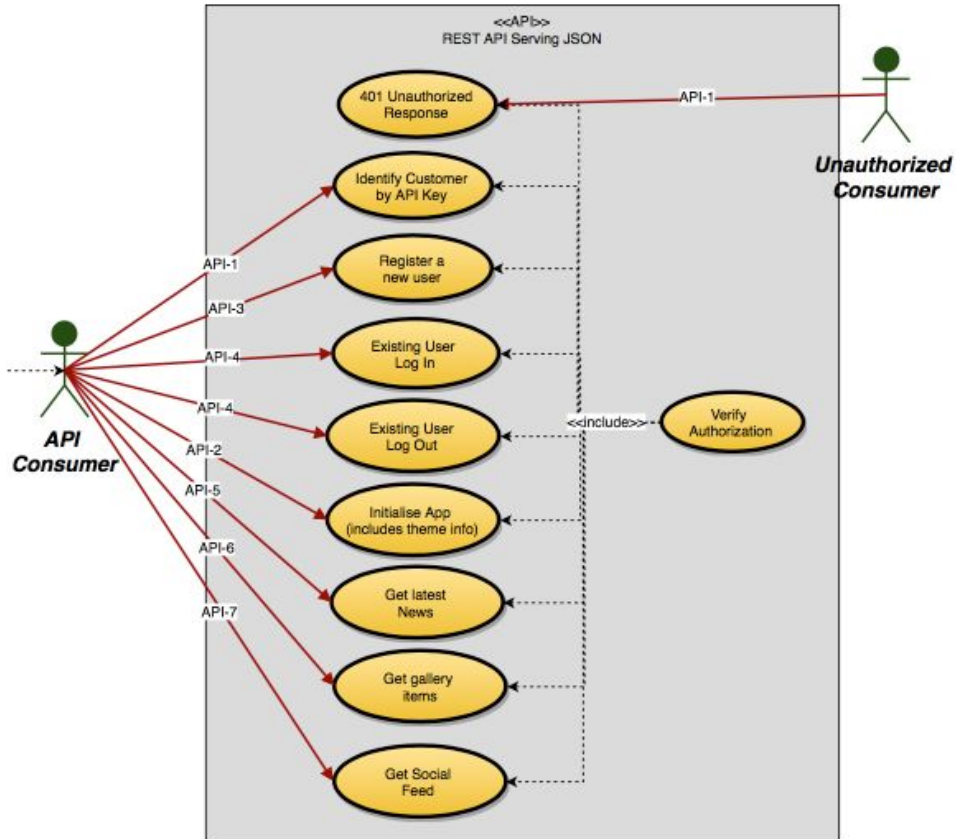 <<API>>
REST API Serving JSON
401 Unauthorized
Response
API-1
Unauthorized
Consumer
Identify Customer
by API Key
API-1
Register a
new user
API-3
Existing User
Log In
API-4
API
Consumer
Existing User
Log Out
API-4
<<include>>
Verify
Authorization
API-2
Initialise App
(includes theme info)
API-5
Get latest
News
API-6
Get gallery
items
API-7
Get Social
Feed